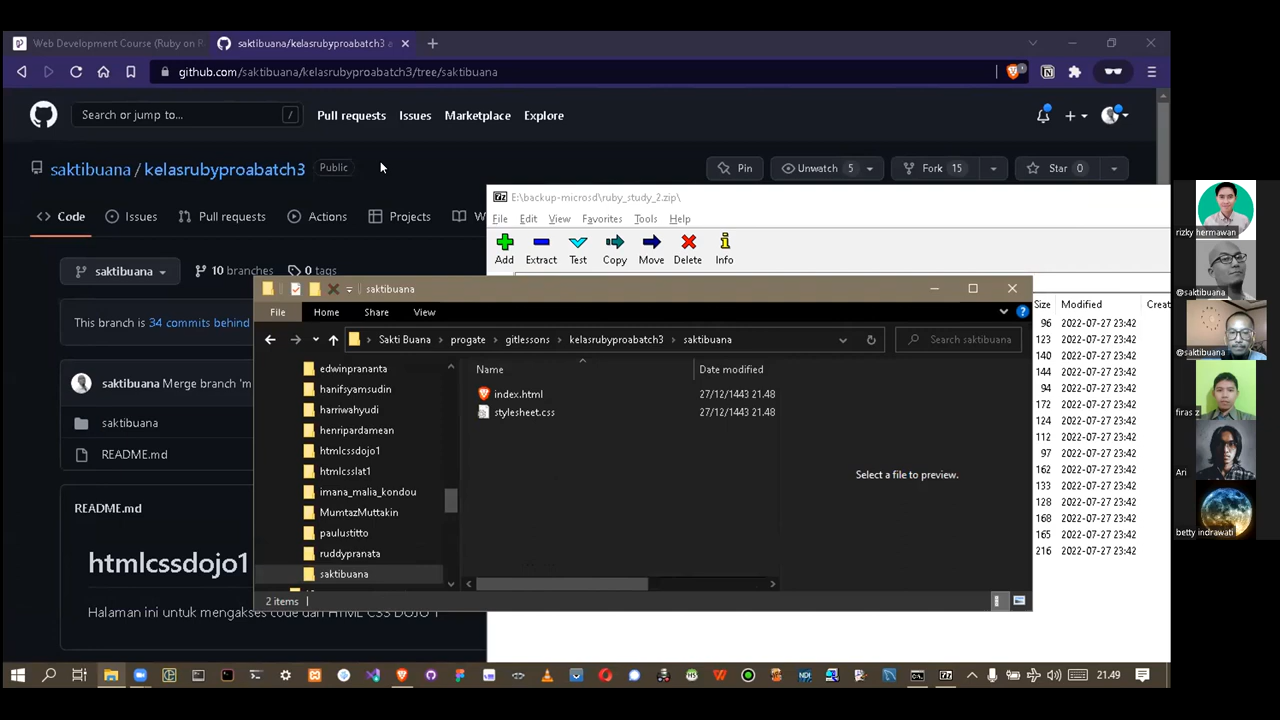 Web Development Course (Ruby on R
saktibuana/kelasrubyproabatch3 a
github.com/saktibuana/kelasrubyproabatch3/tree/saktibuana
Search or jump to... /
Pull requests Issues Marketplace Explore
saktibuana / kelasrubyproabatch3 Public
Pin Unwatch 5 Fork 15 Star 0
Code Issues Pull requests Actions Projects W
saktibuana 10 branches 0 tags
This branch is 34 commits behind
saktibuana Merge branch 'm
saktibuana
README.md
README.md
htmlcssdojo1
Halaman ini untuk mengakses code dari HTML CSS DOJO 1
E:\backup-microsd\ruby_study_2.zip\
File Edit View Favorites Tools Help
Add Extract Test Copy Move Delete Info
Size Modified Creat
96 2022-07-27 23:42
123 2022-07-27 23:42
140 2022-07-27 23:42
144 2022-07-27 23:42
94 2022-07-27 23:42
172 2022-07-27 23:42
124 2022-07-27 23:42
112 2022-07-27 23:42
97 2022-07-27 23:42
162 2022-07-27 23:42
133 2022-07-27 23:42
128 2022-07-27 23:42
168 2022-07-27 23:42
165 2022-07-27 23:42
216 2022-07-27 23:42
saktibuana
File Home Share View
Sakti Buana progate gitlessons kelasrubyproabatch3 saktibuana
Search saktibuana
edwinprananta
hanifsyamsudin
harriwahyudi
henripardamean
htmlcssdojo1
htmlcsslat1
imana_malia_kondou
MumtazMuttakin
paulustitto
ruddypranata
saktibuana
Name Date modified
index.html 27/12/1443 21.48
stylesheet.css 27/12/1443 21.48
Select a file to preview.
2 items
21.49
rizky hermawan
@saktibuana
@saktibuana
firas z
Ari
betty indrawati